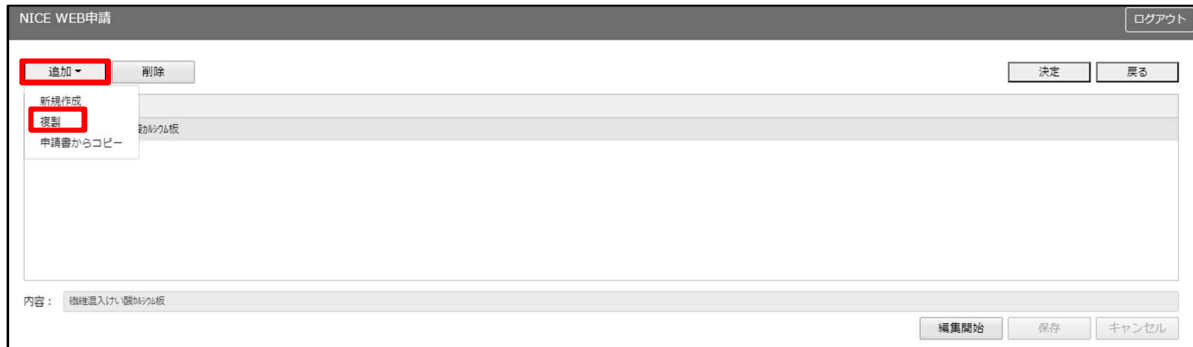 NICE WEB申請
ログアウト
追加 削除 決定 戻る
新規作成
複製
酸ｶﾙｼｳﾑ板
申請書からコピー
内容： 繊維混入けい酸ｶﾙｼｳﾑ板
編集開始 保存 キャンセル